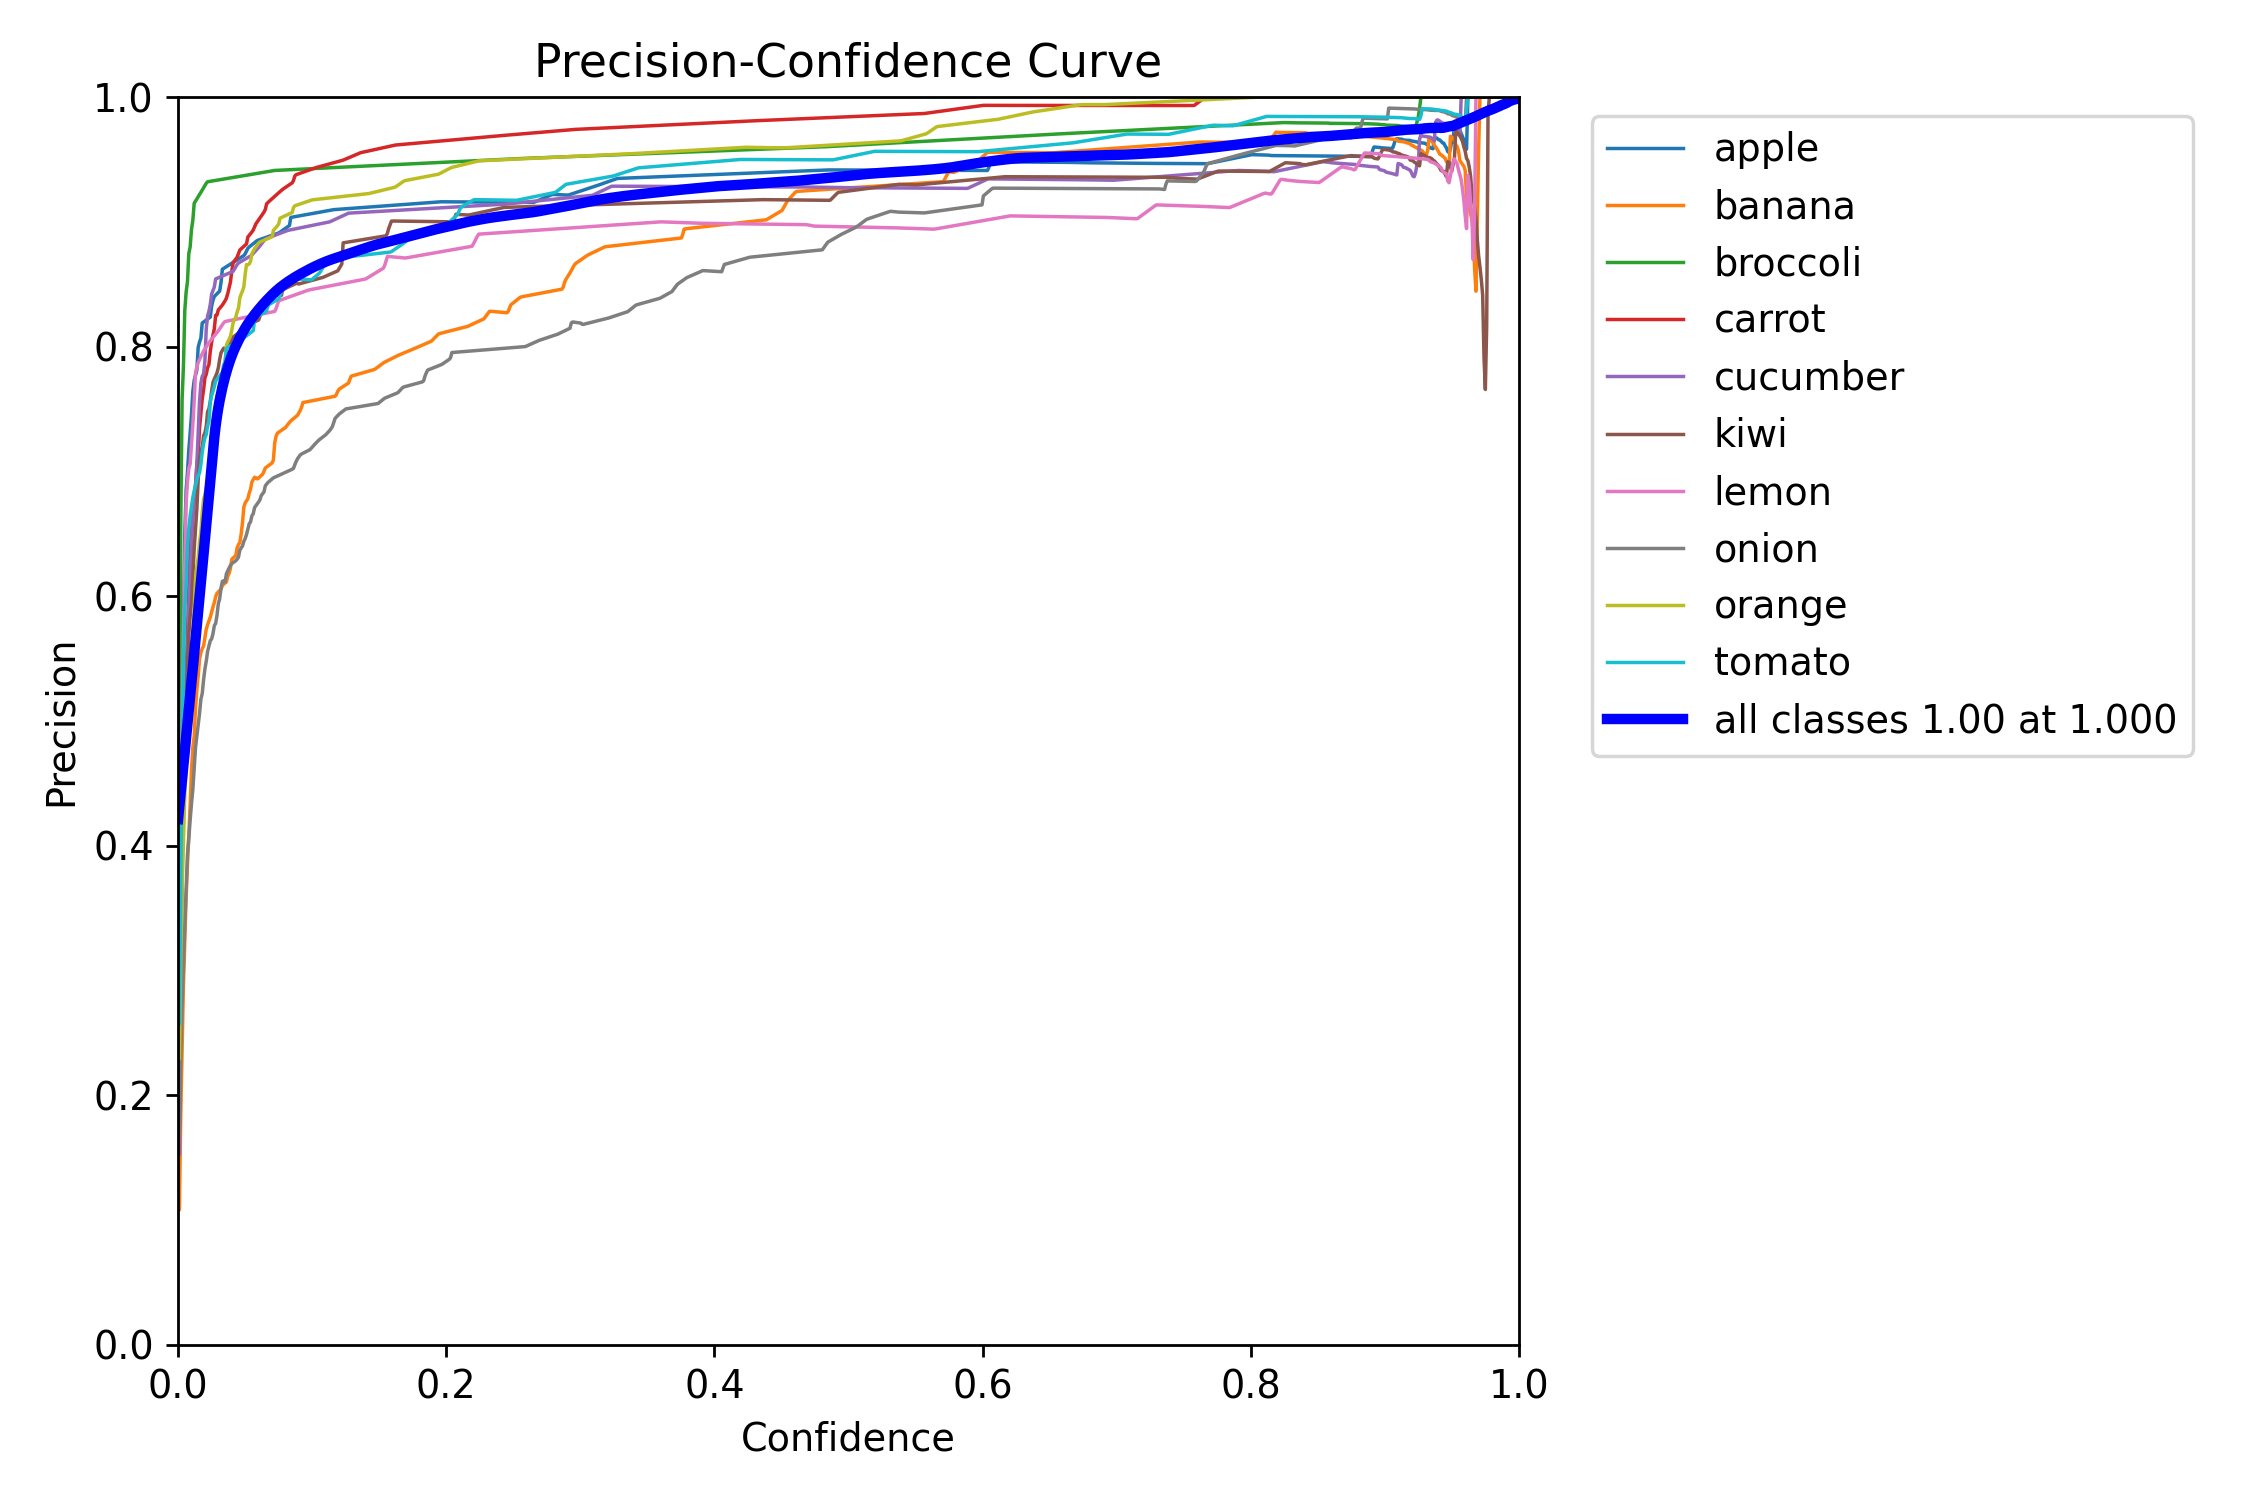 Precision-Confidence Curve
1.0
0.8
0.6
0.4
0.2
0.0
Precision
0.0 0.2 0.4 0.6 0.8 1.0
Confidence
apple
banana
broccoli
carrot
cucumber
kiwi
lemon
onion
orange
tomato
all classes 1.00 at 1.000